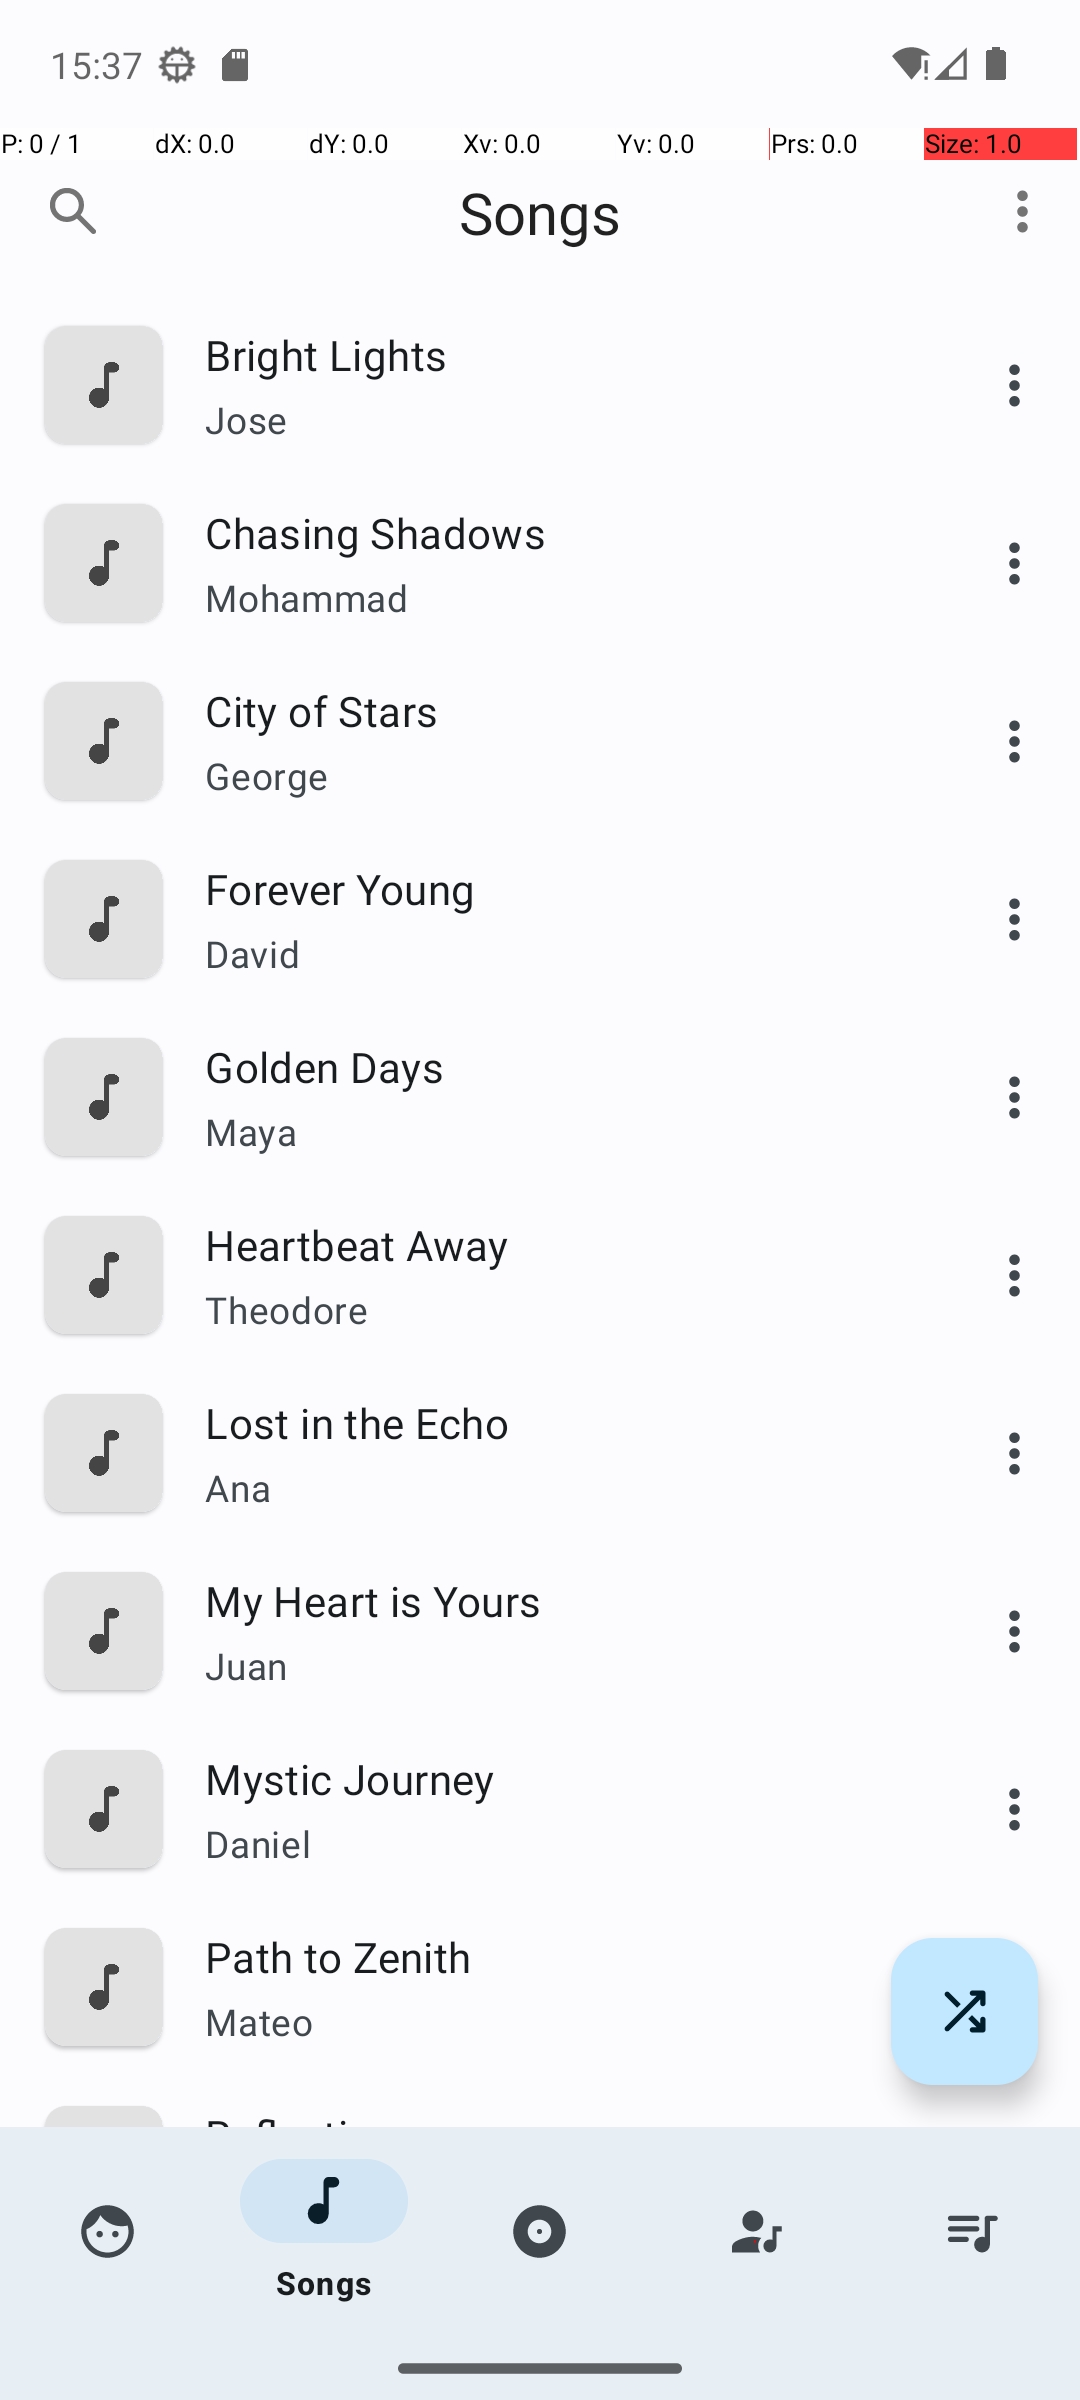 15:37
P: 0 / 1 dX: 0.0 dY: 0.0 Xv: 0.0 Yv: 0.0 Prs: 0.0 Size: 1.0
Songs
Bright Lights
Jose
Chasing Shadows
Mohammad
City of Stars
George
Forever Young
David
Golden Days
Maya
Heartbeat Away
Theodore
Lost in the Echo
Ana
My Heart is Yours
Juan
Mystic Journey
Daniel
Path to Zenith
Mateo
Songs